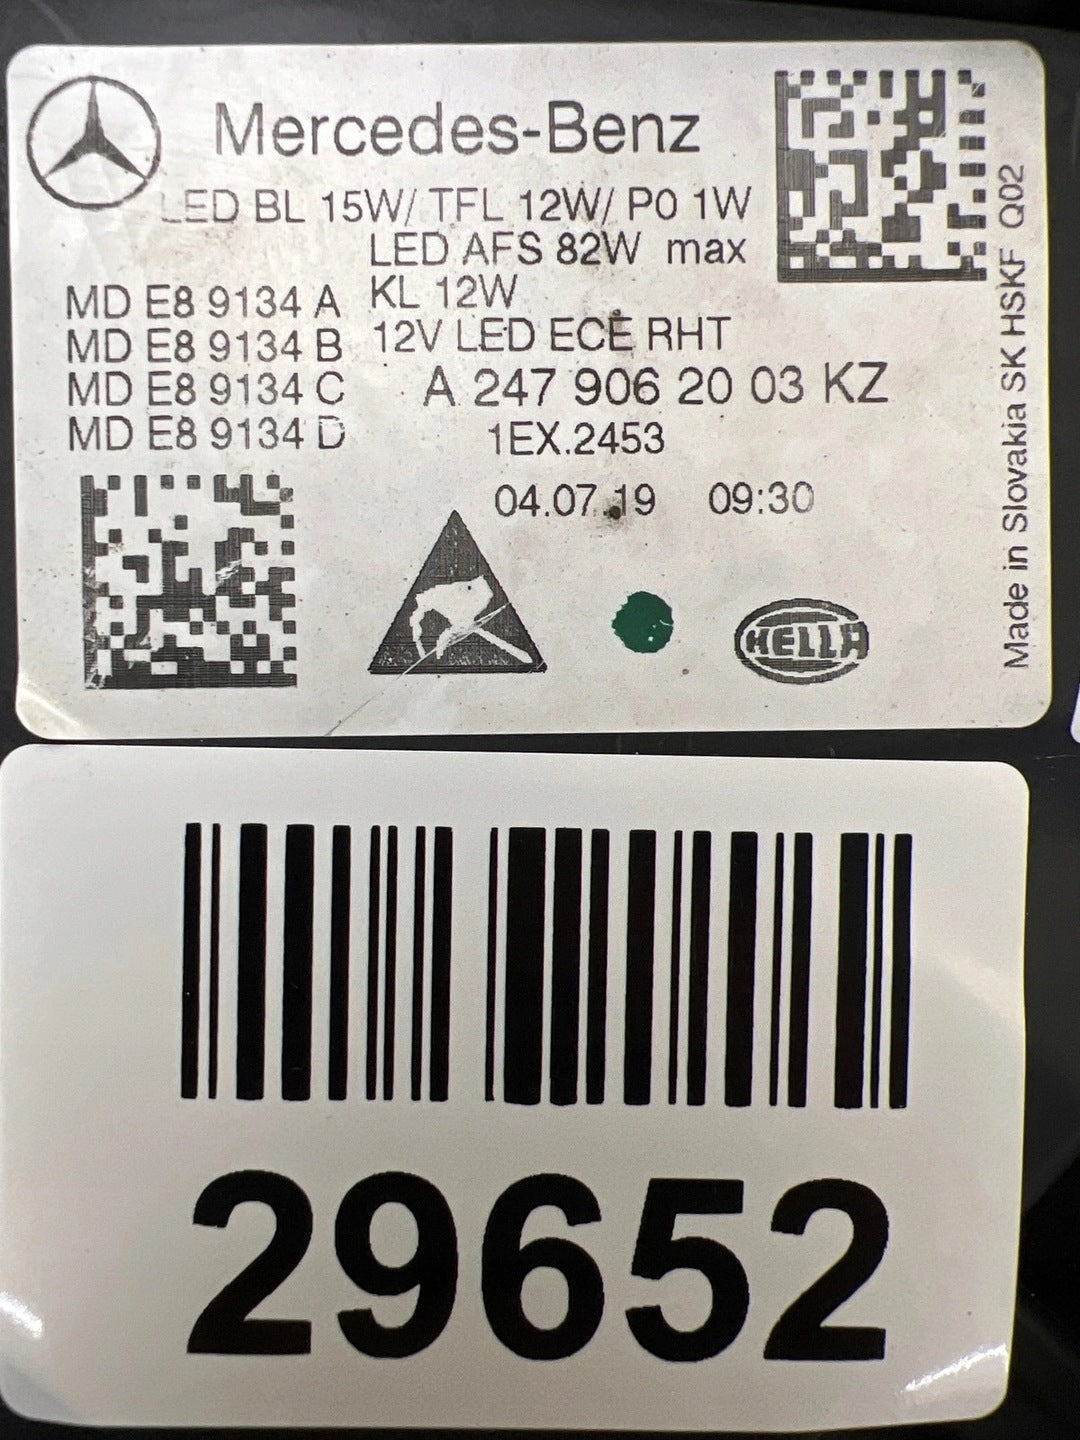 Mercedes-Benz
LED BL 15W/ TFL 12W/ P0 1W
LED AFS 82W max
KL 12W
12V LED ECE RHT
MD E8 9134 A
MD E8 9134 B
MD E8 9134 C
MD E8 9134 D
A 247 906 20 03 KZ
1EX.2453
04.07.19 09:30
HELLA
Made in Slovakia SK HSKF Q02
29652